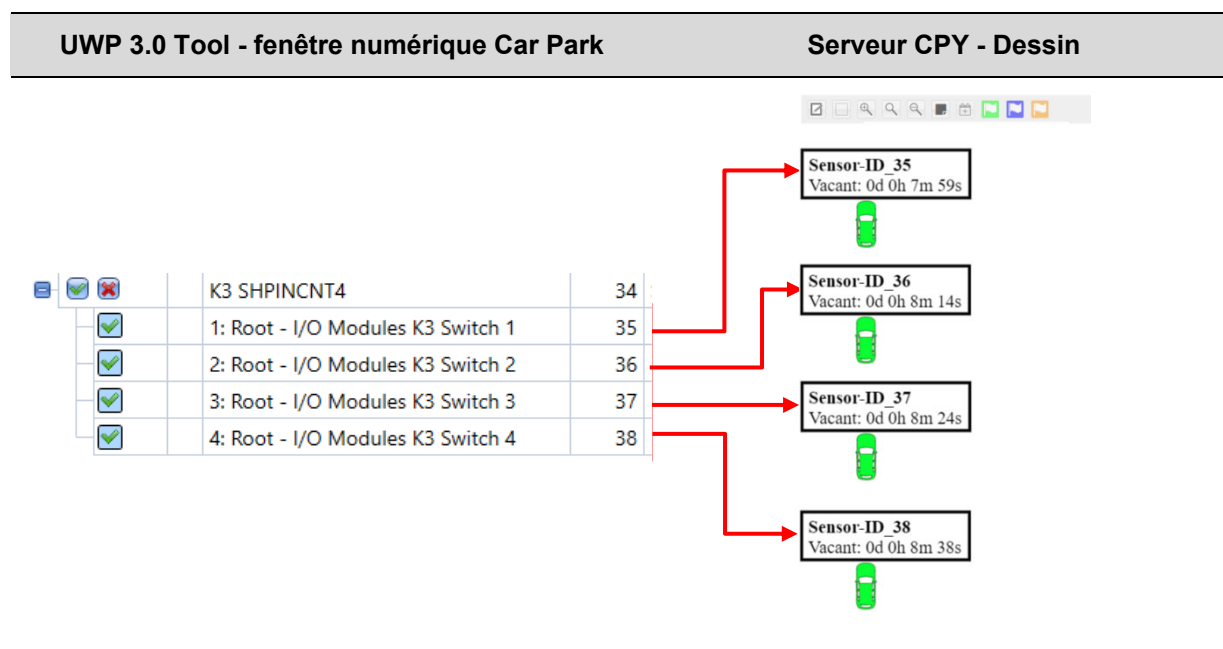 UWP 3.0 Tool - fenêtre numérique Car Park
Serveur CPY - Dessin
Sensor-ID_35
Vacant: 0d 0h 7m 59s
Sensor-ID_36
Vacant: 0d 0h 8m 14s
K3 SHPINCNT4 34
1: Root - I/O Modules K3 Switch 1 35
2: Root - I/O Modules K3 Switch 2 36
3: Root - I/O Modules K3 Switch 3 37
4: Root - I/O Modules K3 Switch 4 38
Sensor-ID_37
Vacant: 0d 0h 8m 24s
Sensor-ID_38
Vacant: 0d 0h 8m 38s